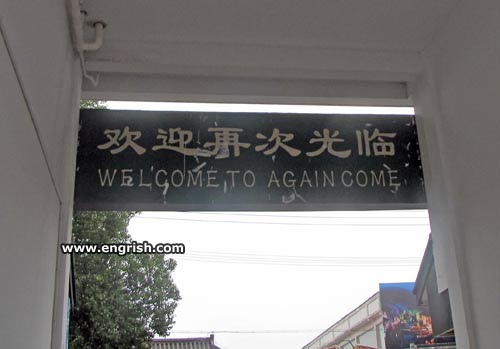 欢迎再次光临
WELCOME TO AGAIN COME
www.engrish.com